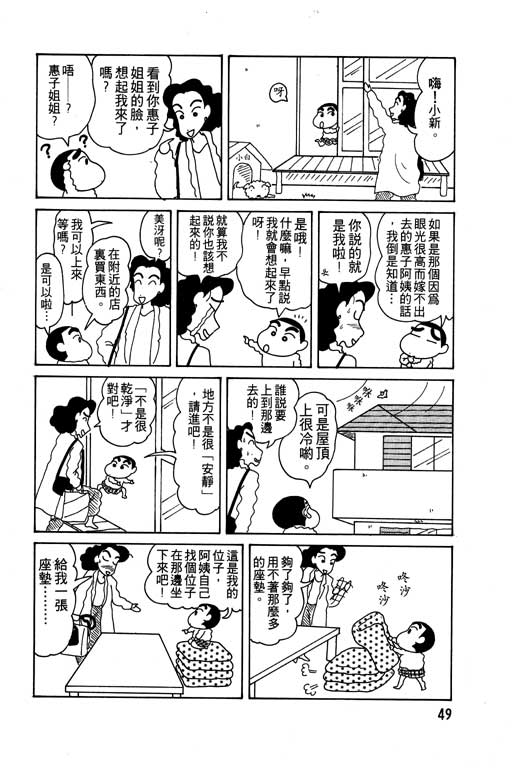 嗨！小新。
呀
小白
看到你惠子
姐姐的臉，
想起我來了
嗎？
唔——？
惠子姐姐？
如果是那個因為
眼光很高而嫁不出
去的惠子阿姨的話
，我倒是知道…
你說的就
是我啦！
是哦！
什麼嘛，早點說
我就會想起來了
呀！
就算我不
說你也該想
起來的！
美冴呢？
在附近的店
裏買東西。
我可以上來
等嗎？
是可以啦…
可是屋頂
上很冷喲。
誰說要
上到那邊
去的！
地方不是很「安靜」
，請進吧！
「不是很
乾淨」才
對吧！
咚沙
咚沙
夠了夠了，
用不著那麼多
的座墊。
這是我的
位子，
阿姨自己
找個位子
在那邊坐
下來吧！
給我一張
座墊……
49